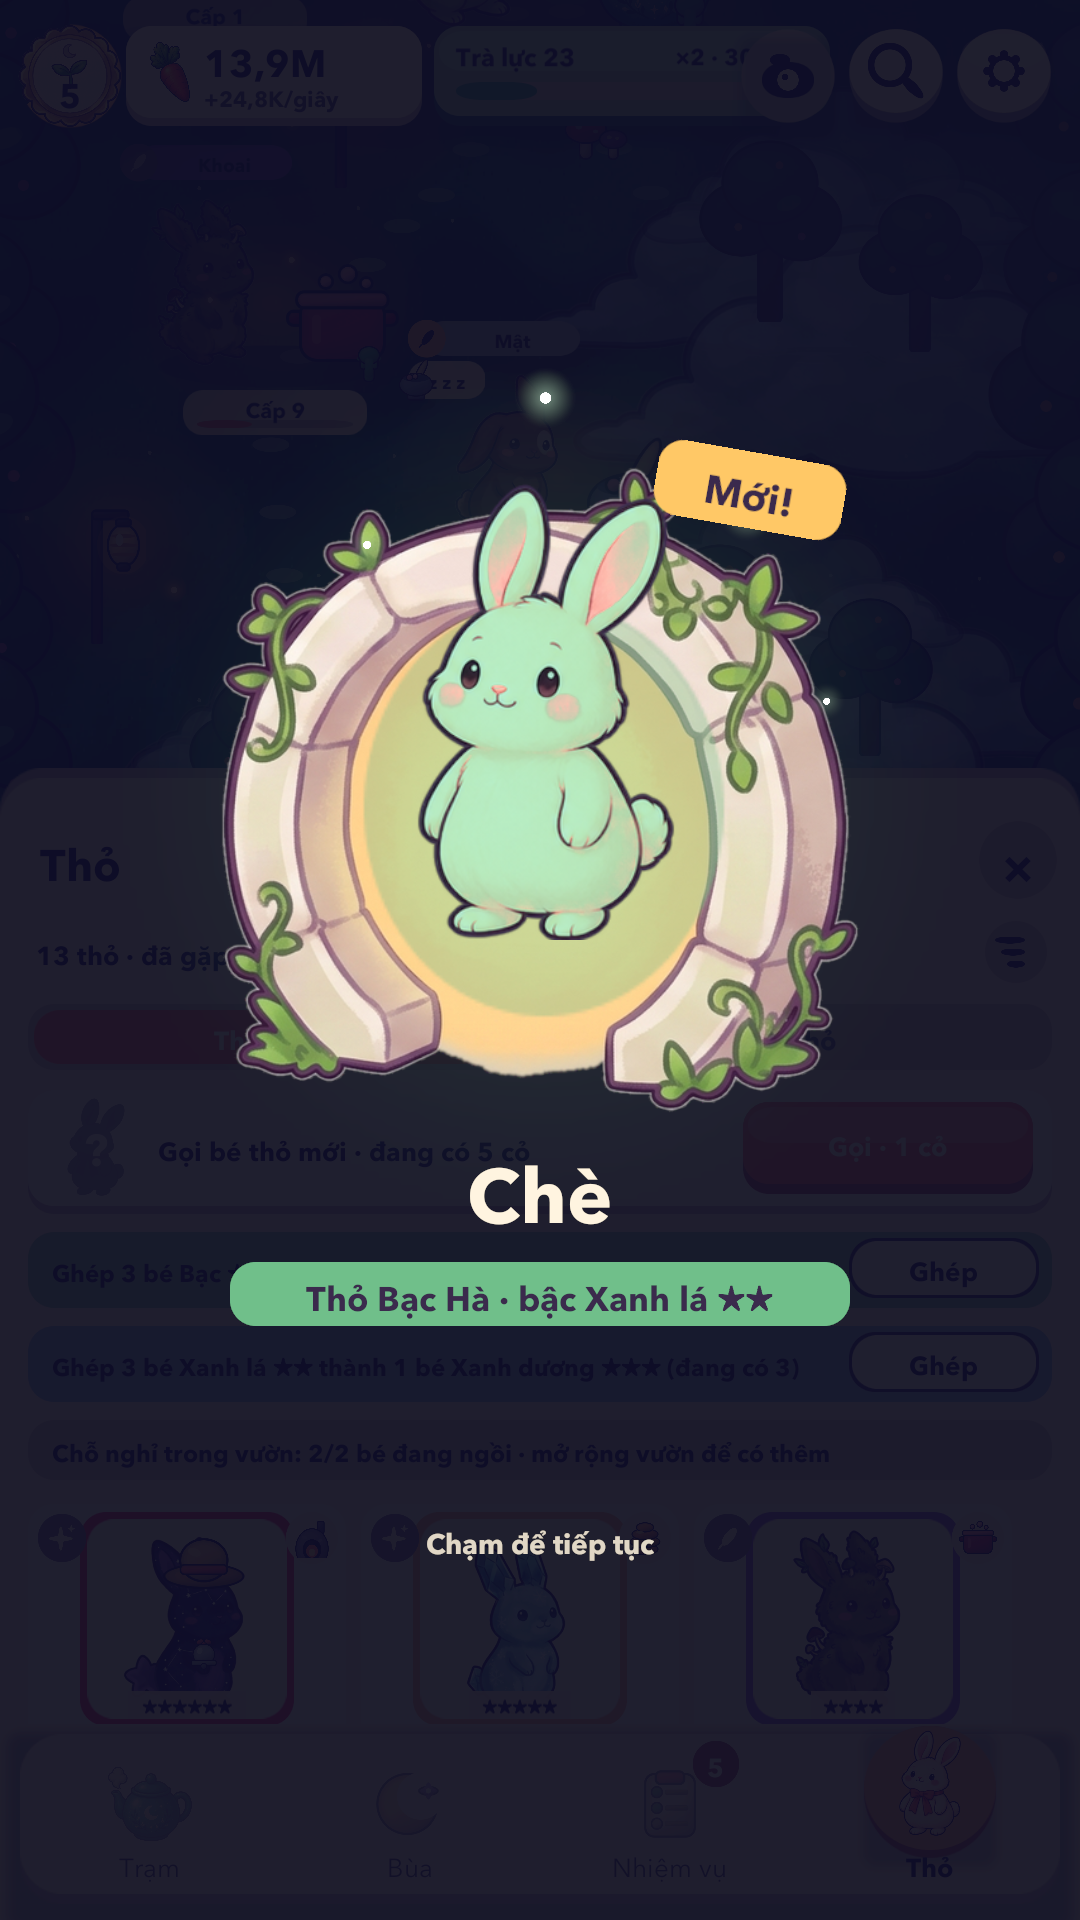 Cấp 1
5
13,9M
+24,8K/giây
Trà lực 23
×2 · 30
Khoai
Mật
z z z
Cấp 9
Mới!
Thỏ
13 thỏ · đã gặp
Gọi bé thỏ mới · đang có 5 cỏ
Gọi · 1 cỏ
Chè
Ghép 3 bé Bạc
Ghép
Thỏ Bạc Hà · bậc Xanh lá ★★
Ghép 3 bé Xanh lá ★★ thành 1 bé Xanh dương ★★★ (đang có 3)
Ghép
Chỗ nghỉ trong vườn: 2/2 bé đang ngồi · mở rộng vườn để có thêm
Chạm để tiếp tục
★★★★★★
★★★★★
★★★★
5
Trạm
Bùa
Nhiệm vụ
Thỏ